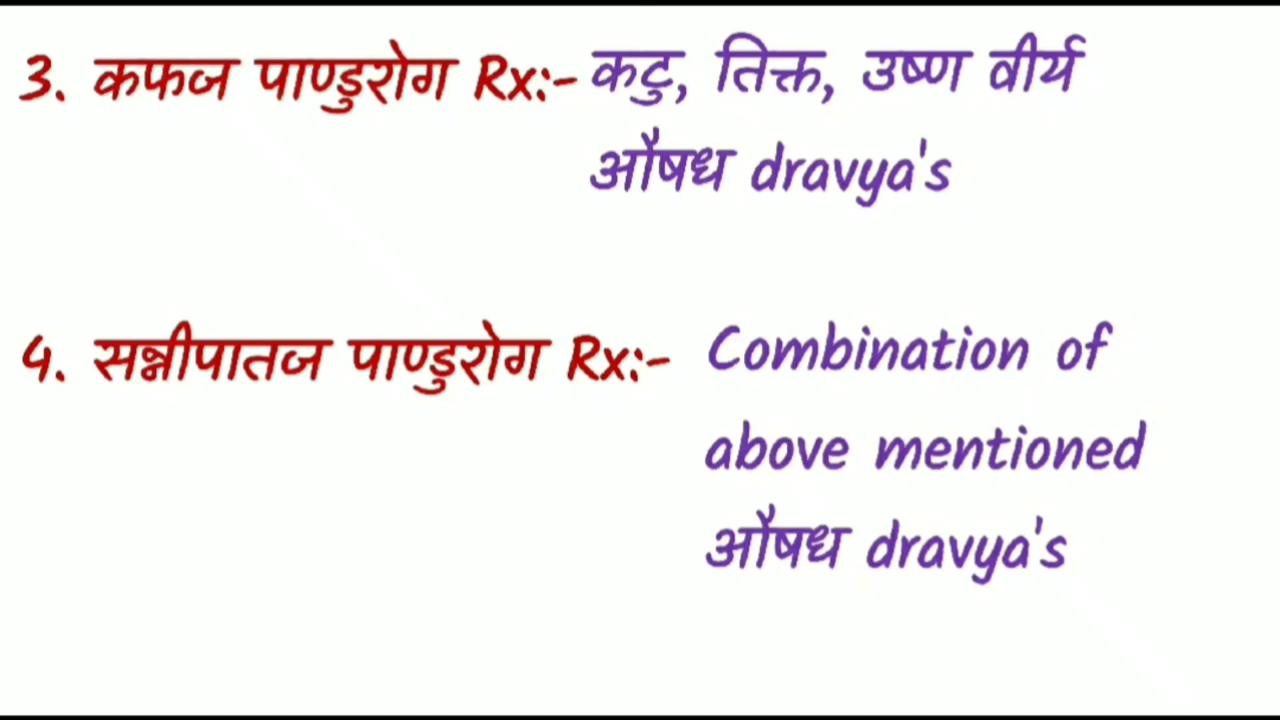 3. कफज पाण्डुरोग Rx:- कटु, तिक्त, उष्ण वीर्य
औषध dravya's
4. सन्नीपातज पाण्डुरोग Rx:- Combination of
above mentioned
औषध dravya's